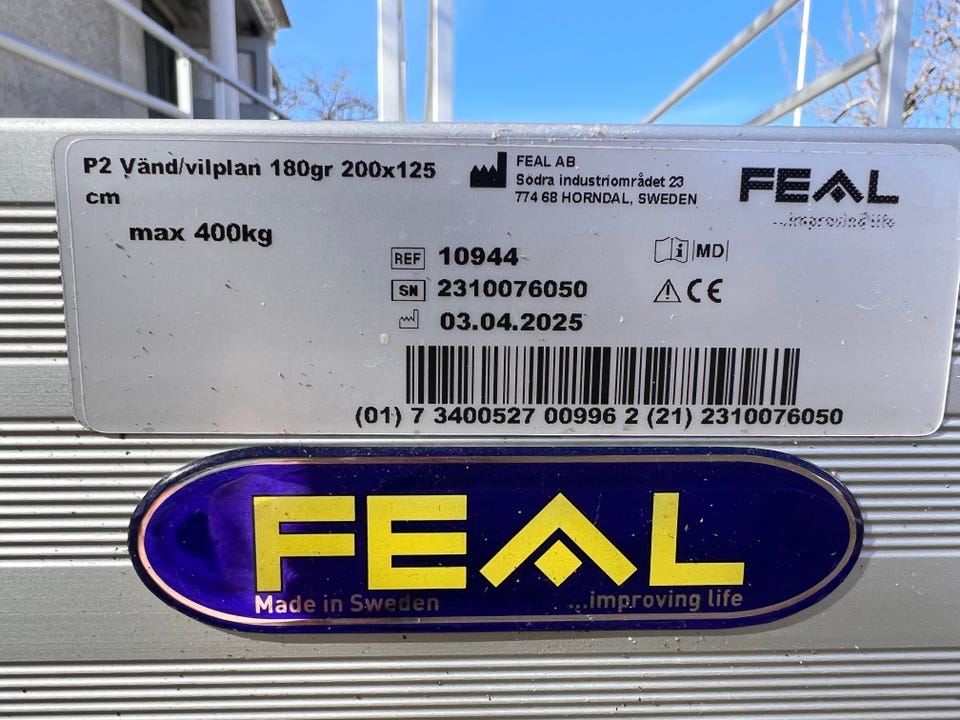 P2 Vänd/vilplan 180gr 200x125
cm
max 400kg
FEAL AB
Södra industriområdet 23
774 68 HORNDAL, SWEDEN
FEAL
...improving life
REF 10944
MD
SN 2310076050
CE
03.04.2025
(01) 7 3400527 00996 2 (21) 2310076050
FEAL
Made in Sweden ...improving life